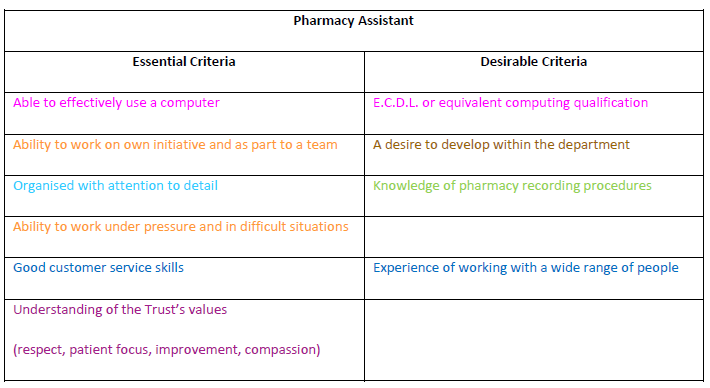 Pharmacy Assistant
Essential Criteria
Desirable Criteria
Able to effectively use a computer
E.C.D.L. or equivalent computing qualification
Ability to work on own initiative and as part to a team
A desire to develop within the department
Organised with attention to detail
Knowledge of pharmacy recording procedures
Ability to work under pressure and in difficult situations
Good customer service skills
Experience of working with a wide range of people
Understanding of the Trust’s values
(respect, patient focus, improvement, compassion)